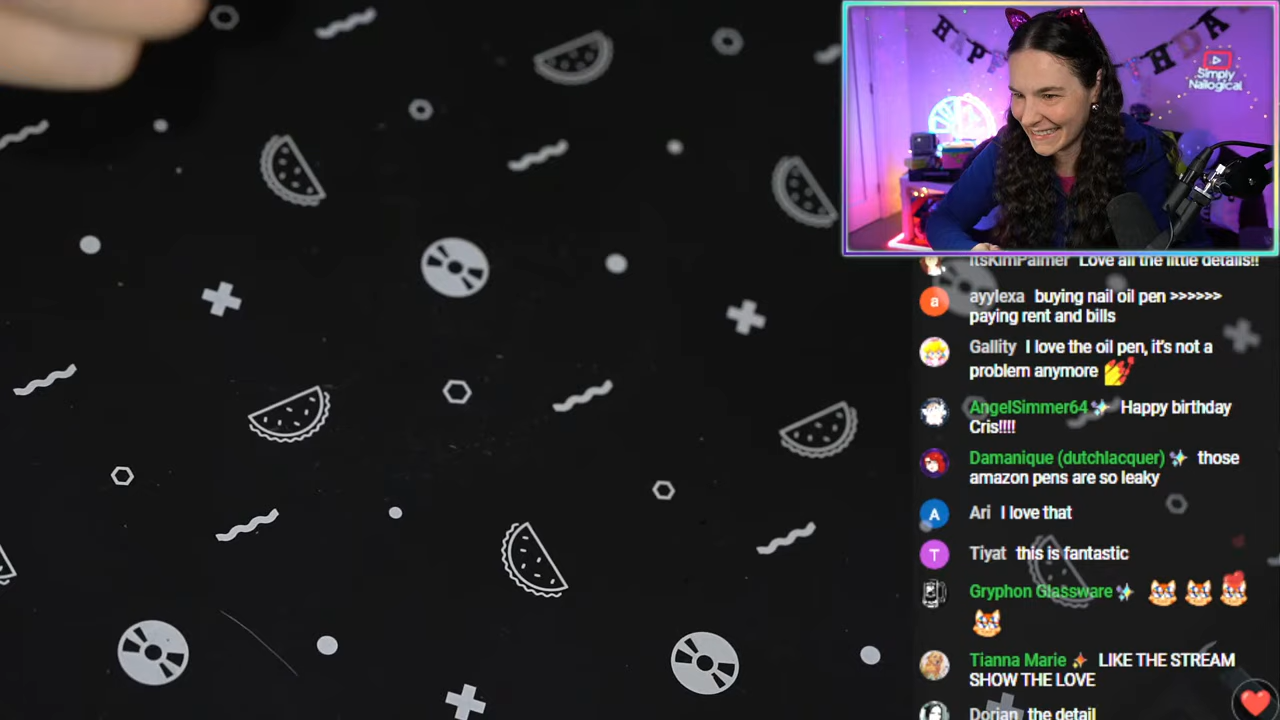 HAPP
HDA
Simply
Nailogical
ItsKimPalmer Love all the little details!!
ayylexa buying nail oil pen >>>>>>
paying rent and bills
Gallity I love the oil pen, it's not a
problem anymore
AngelSimmer64 Happy birthday
Cris!!!!
Damanique (dutchlacquer) those
amazon pens are so leaky
Ari I love that
Tiyat this is fantastic
Gryphon Glassware
Tianna Marie LIKE THE STREAM
SHOW THE LOVE
Dorian the detail
a
A
T